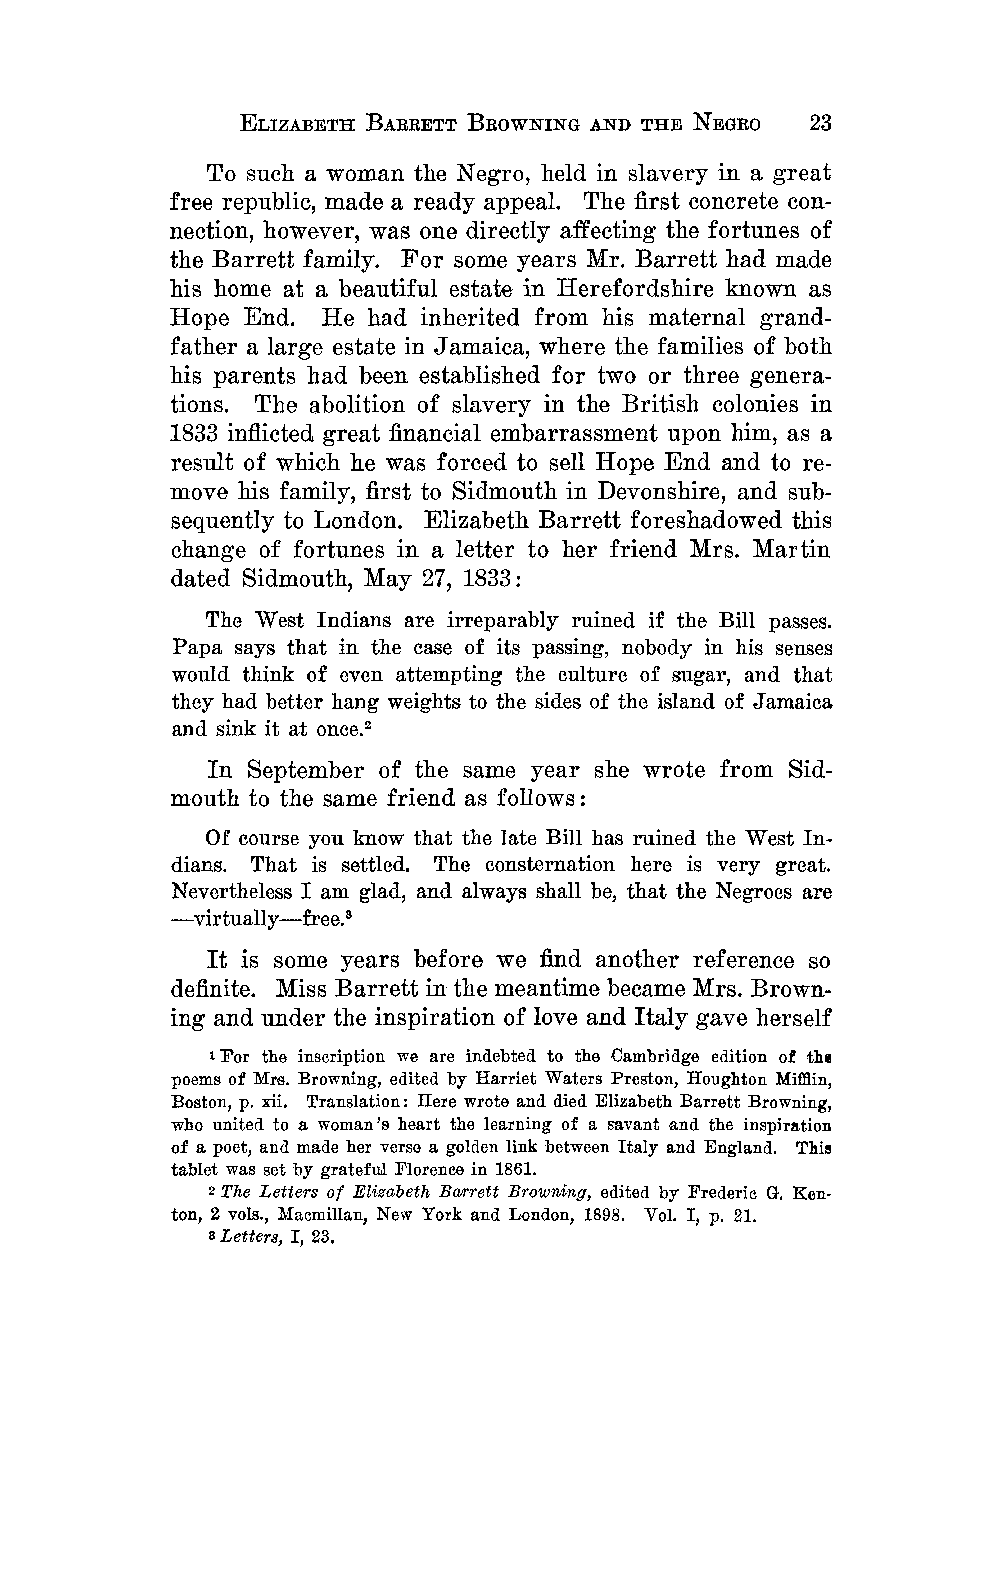 ELIZABETH BARRETT BROWNING AND THE NEGRO 23
To such a woman the Negro, held in slavery in a great
free republic, made a ready appeal. The first concrete con-
nection, however, was one directly affecting the fortunes of
the Barrett family. For some years Mr. Barrett had made
his home at a beautiful estate in Herefordshire known as
Hope End. He had inherited from his maternal grand-
father a large estate in Jamaica, where the families of both
his parents had been established for two or three genera-
tions. The abolition of slavery in the British colonies in
1833 inflicted great financial embarrassment upon him, as a
result of which he was forced to sell Hope End and to re-
move his family, first to Sidmouth in Devonshire, and sub-
sequently to London. Elizabeth Barrett foreshadowed this
change of fortunes in a letter to her friend Mrs. Martin
dated Sidmouth, May 27, 1833:
The West Indians are irreparably ruined if the Bill passes.
Papa says that in the case of its passing, nobody in his senses
would think of even attempting the culture of sugar, and that
they had better hang weights to the sides of the island of Jamaica
and sink it at once.²
In September of the same year she wrote from Sid-
mouth to the same friend as follows:
Of course you know that the late Bill has ruined the West In-
dians. That is settled. The consternation here is very great.
Nevertheless I am glad, and always shall be, that the Negroes are
—virtually—free.³
It is some years before we find another reference so
definite. Miss Barrett in the meantime became Mrs. Brown-
ing and under the inspiration of love and Italy gave herself
¹ For the inscription we are indebted to the Cambridge edition of the
poems of Mrs. Browning, edited by Harriet Waters Preston, Houghton Mifflin,
Boston, p. xii. Translation: Here wrote and died Elizabeth Barrett Browning,
who united to a woman's heart the learning of a savant and the inspiration
of a poet, and made her verse a golden link between Italy and England. This
tablet was set by grateful Florence in 1861.
² The Letters of Elizabeth Barrett Browning, edited by Frederic G. Ken-
ton, 2 vols., Macmillan, New York and London, 1898. Vol. I, p. 21.
³ Letters, I, 23.